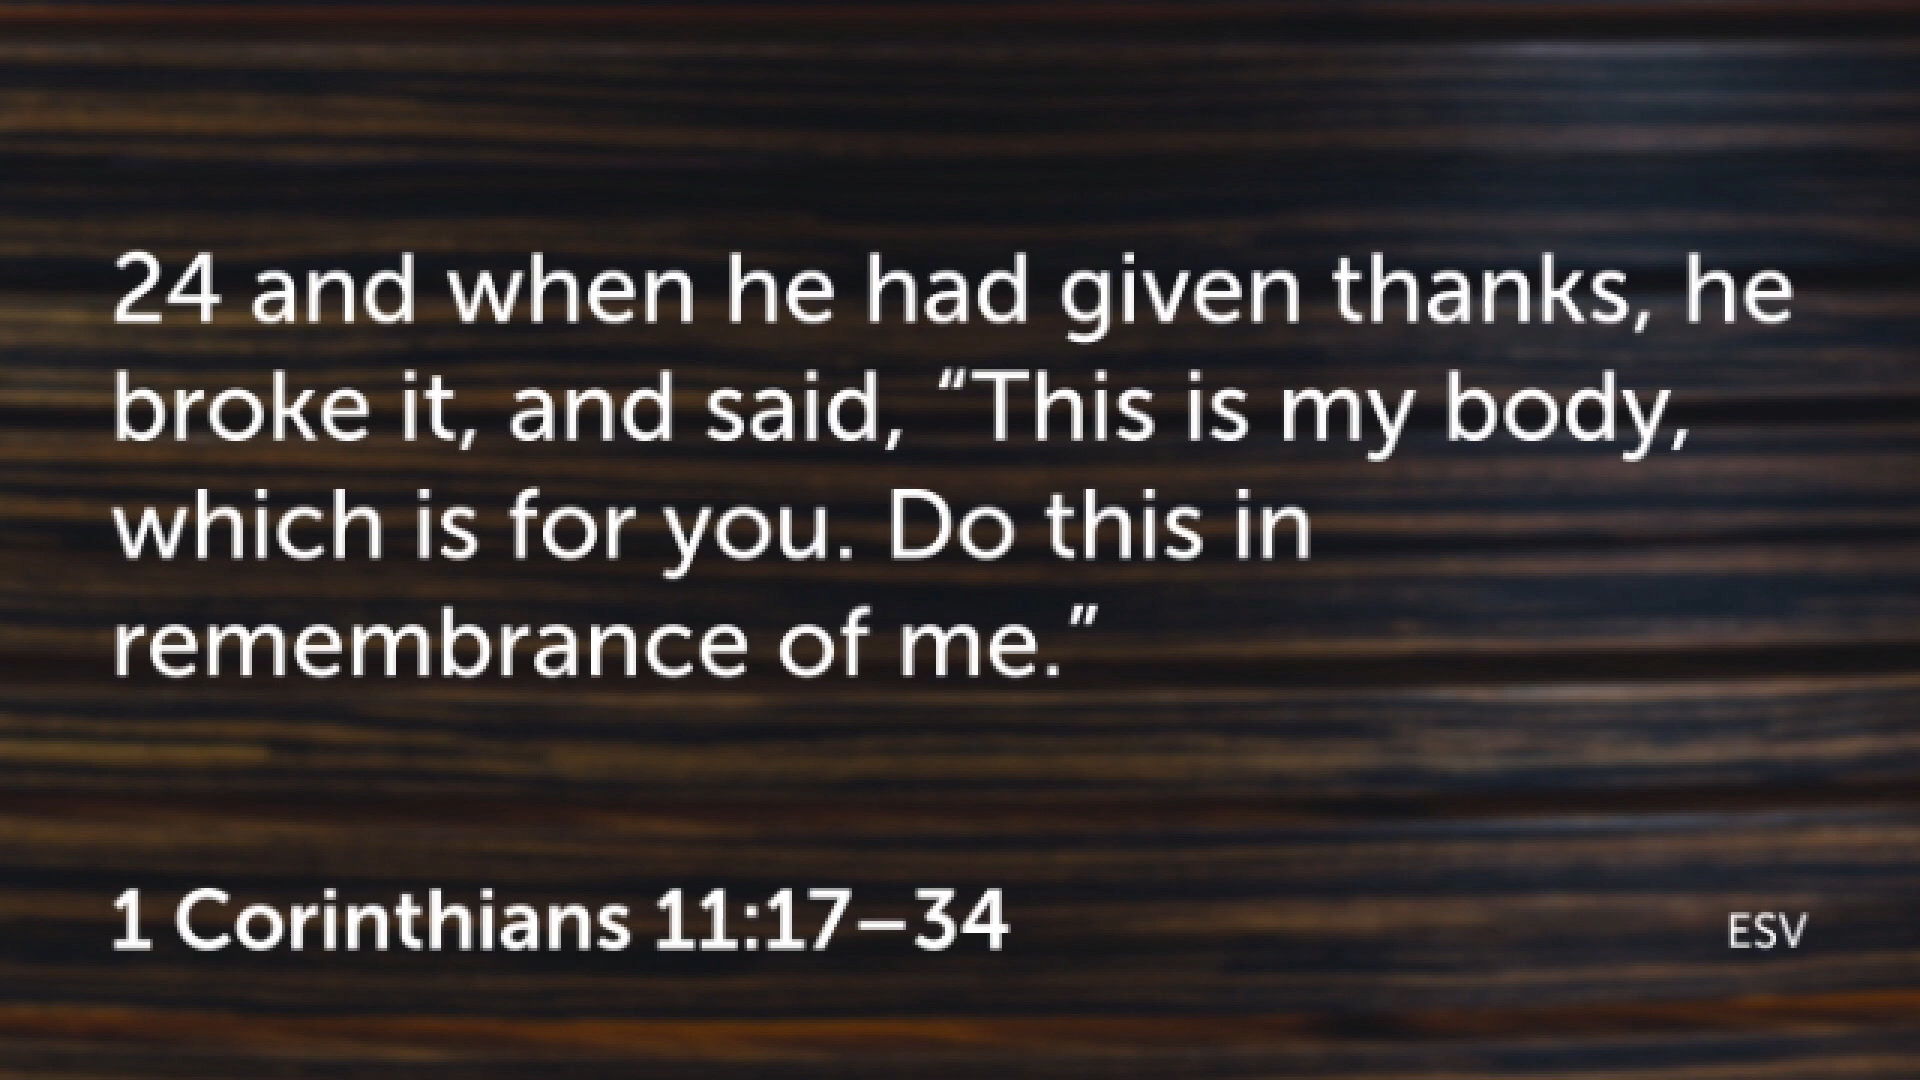 24 and when he had given thanks, he
broke it, and said, “This is my body,
which is for you. Do this in
remembrance of me.”
1 Corinthians 11:17–34
ESV